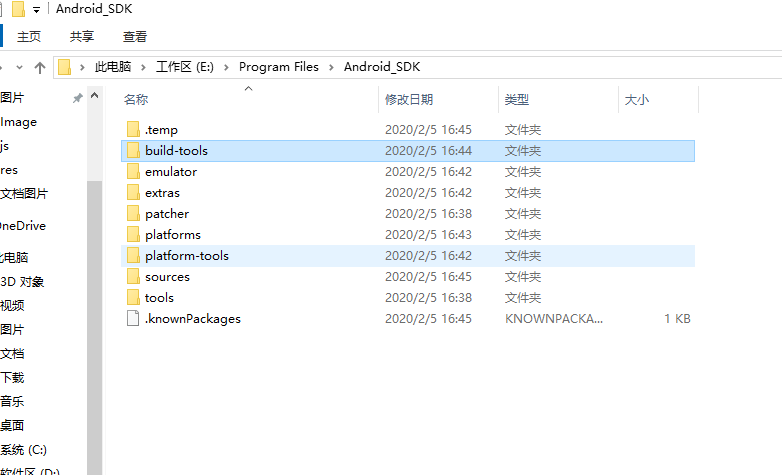 Android_SDK
主页 共享 查看
此电脑 工作区 (E:) Program Files Android_SDK
名称 修改日期 类型 大小
.temp 2020/2/5 16:45 文件夹
build-tools 2020/2/5 16:44 文件夹
emulator 2020/2/5 16:42 文件夹
extras 2020/2/5 16:42 文件夹
patcher 2020/2/5 16:38 文件夹
platforms 2020/2/5 16:43 文件夹
platform-tools 2020/2/5 16:42 文件夹
sources 2020/2/5 16:45 文件夹
tools 2020/2/5 16:38 文件夹
.knownPackages 2020/2/5 16:45 KNOWNPACKA... 1 KB
图片
Image
js
res
文档图片
OneDrive
此电脑
3D 对象
视频
图片
文档
下载
音乐
桌面
系统 (C:)
软件区 (D:)